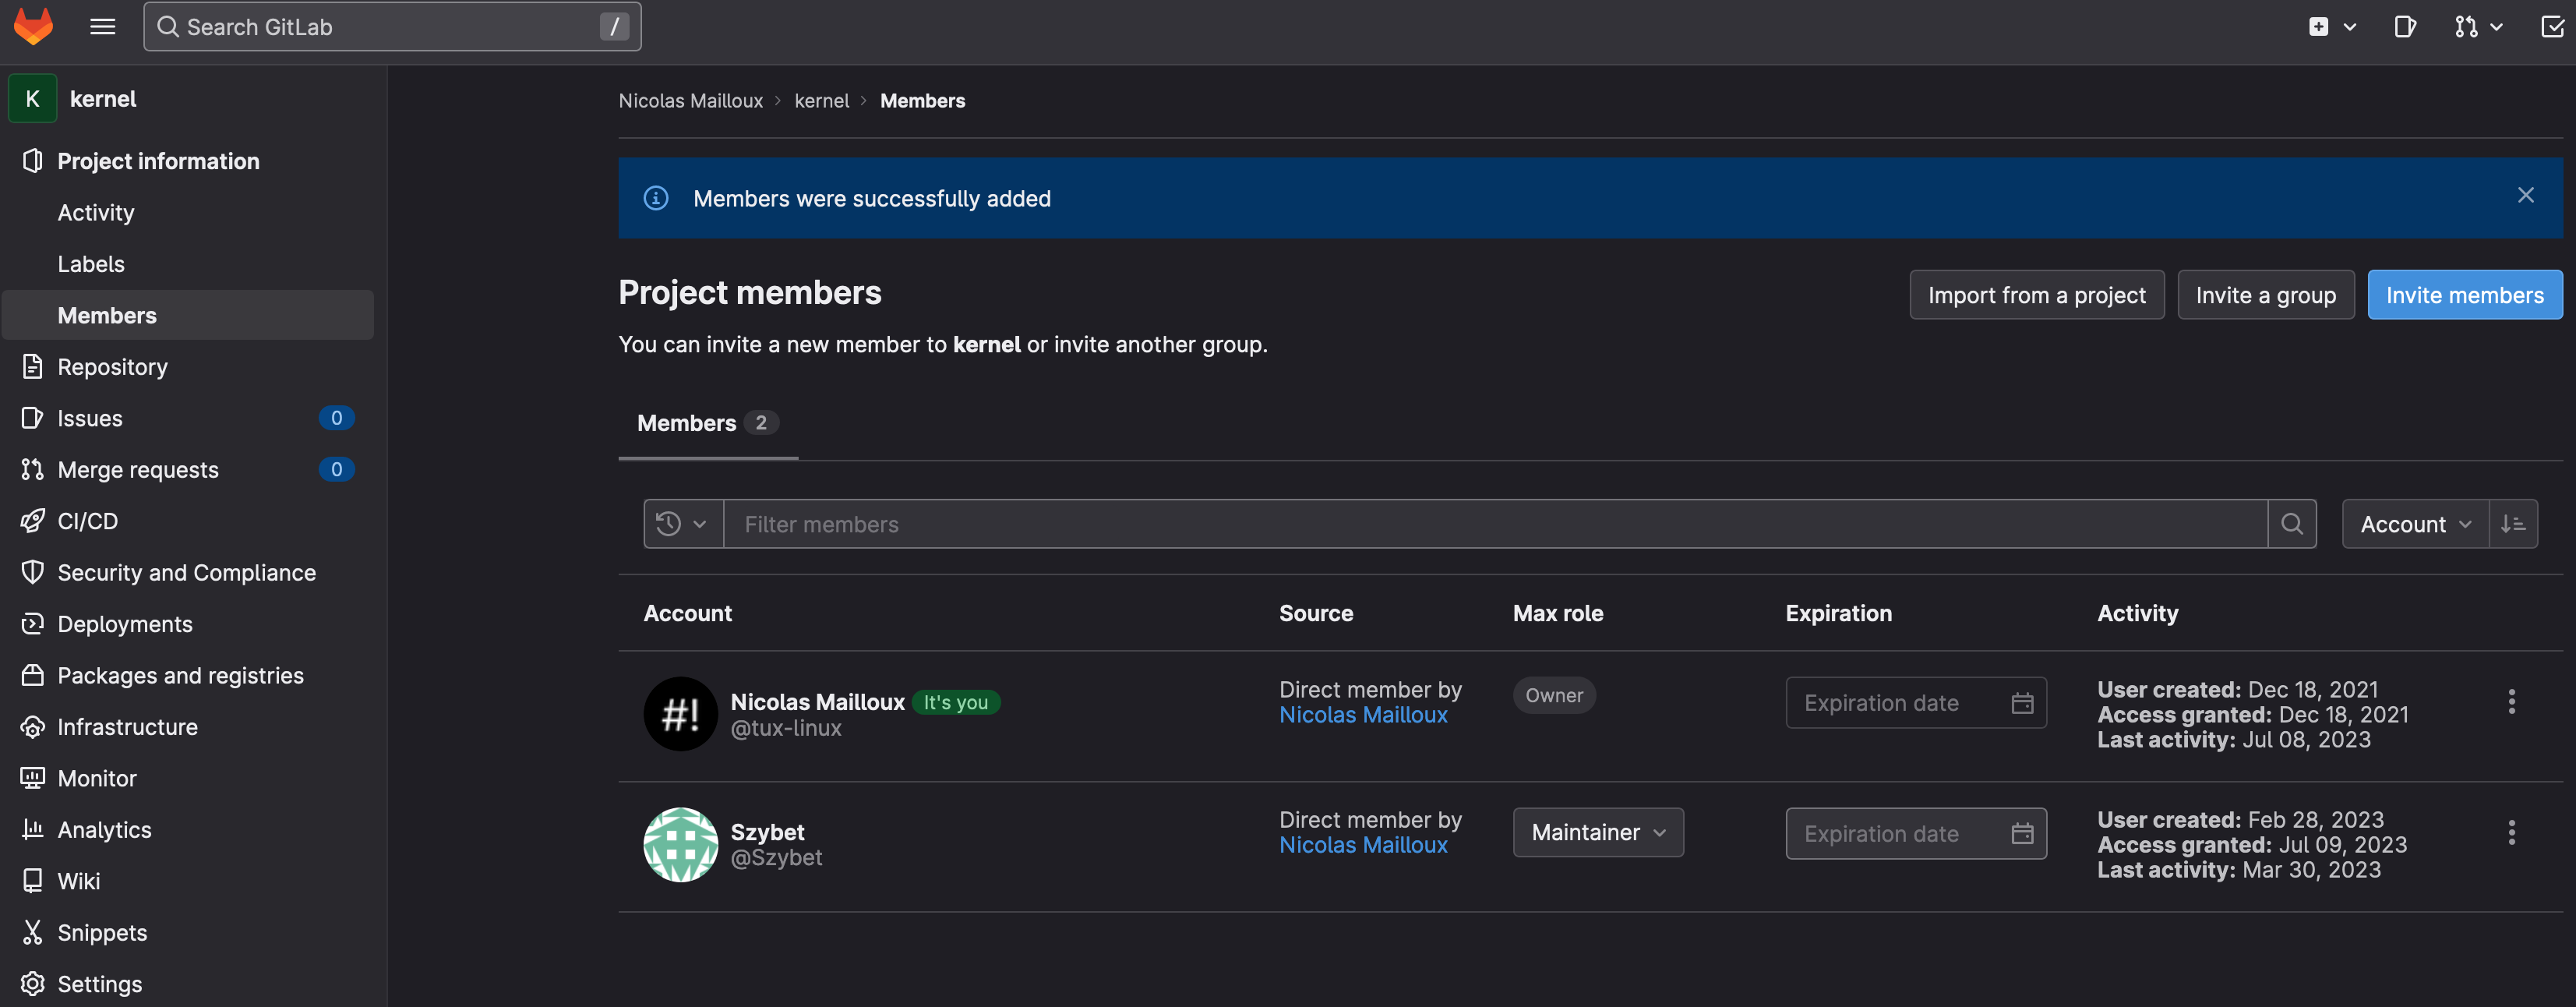 Search GitLab /
K kernel
Project information
Activity
Labels
Members
Repository
Issues 0
Merge requests 0
CI/CD
Security and Compliance
Deployments
Packages and registries
Infrastructure
Monitor
Analytics
Wiki
Snippets
Settings
Nicolas Mailloux > kernel > Members
Members were successfully added
Project members
Import from a project
Invite a group
Invite members
You can invite a new member to kernel or invite another group.
Members 2
Filter members
Account
Account Source Max role Expiration Activity
#!
Nicolas Mailloux It's you
@tux-linux
Direct member by
Nicolas Mailloux
Owner
Expiration date
User created: Dec 18, 2021
Access granted: Dec 18, 2021
Last activity: Jul 08, 2023
Szybet
@Szybet
Direct member by
Nicolas Mailloux
Maintainer
Expiration date
User created: Feb 28, 2023
Access granted: Jul 09, 2023
Last activity: Mar 30, 2023